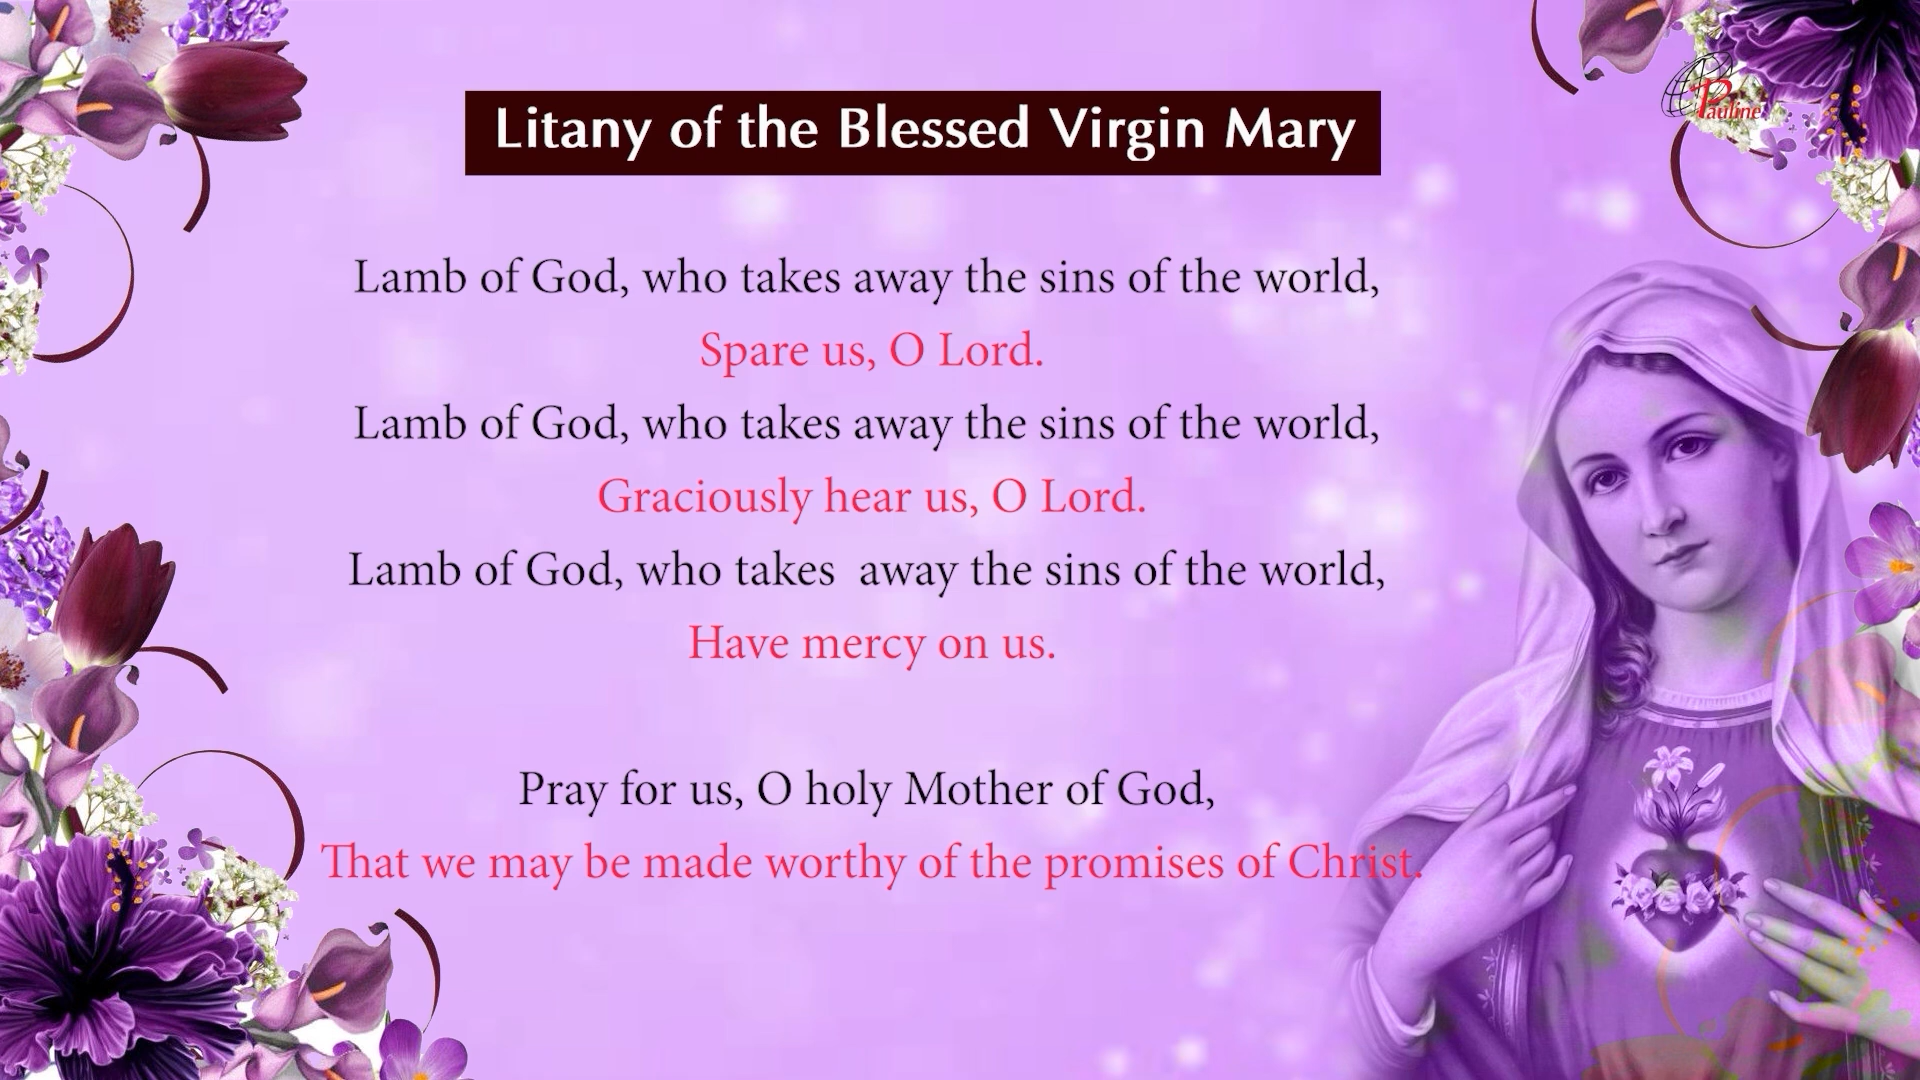 Litany of the Blessed Virgin Mary
Pauline
Lamb of God, who takes away the sins of the world,
Spare us, O Lord.
Lamb of God, who takes away the sins of the world,
Graciously hear us, O Lord.
Lamb of God, who takes  away the sins of the world,
Have mercy on us.
Pray for us, O holy Mother of God,
That we may be made worthy of the promises of Christ.